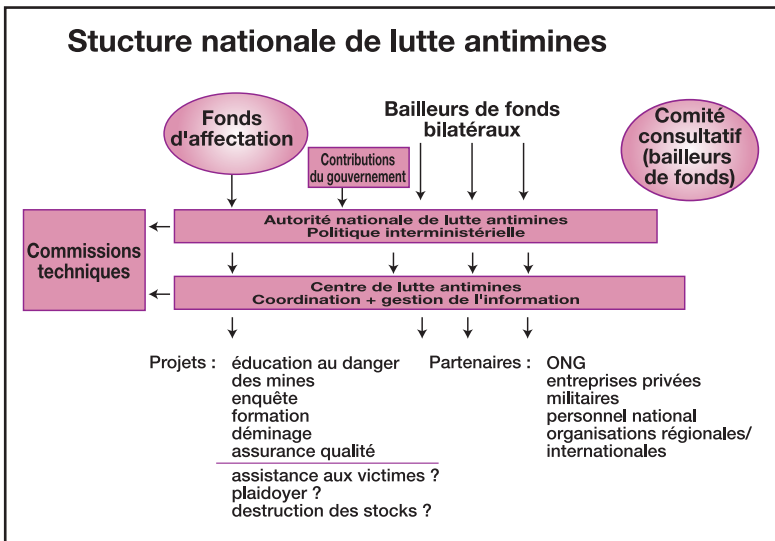 Stucture nationale de lutte antimines
Fonds
d'affectation
Bailleurs de fonds
bilatéraux
Comité
consultatif
(bailleurs
de fonds)
Contributions
du gouvernement
Autorité nationale de lutte antimines
Politique interministérielle
Commissions
techniques
Centre de lutte antimines
Coordination + gestion de l'information
Projets : éducation au danger
des mines
enquête
formation
déminage
assurance qualité
assistance aux victimes ?
plaidoyer ?
destruction des stocks ?
Partenaires : ONG
entreprises privées
militaires
personnel national
organisations régionales/
internationales